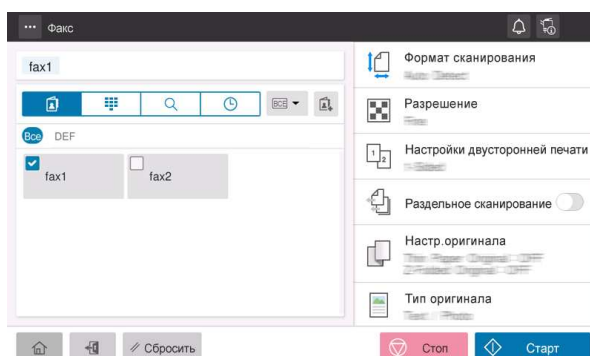 Факс
fax1
ВСЕ
Все DEF
fax1 fax2
Сбросить
Формат сканирования
Разрешение
Настройки двусторонней печати
Раздельное сканирование
Настр.оригинала
Тип оригинала
Стоп Старт